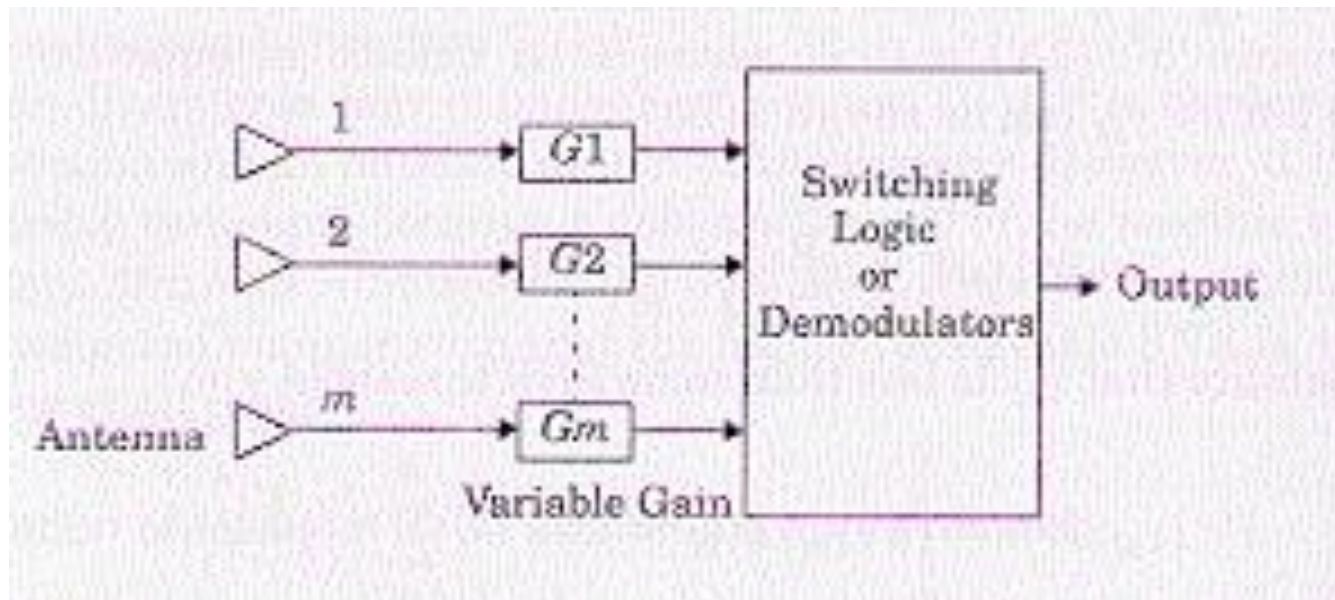 1
G1
2
G2
m
Gm
Antenna
Variable Gain
Switching
Logic
or
Demodulators
Output